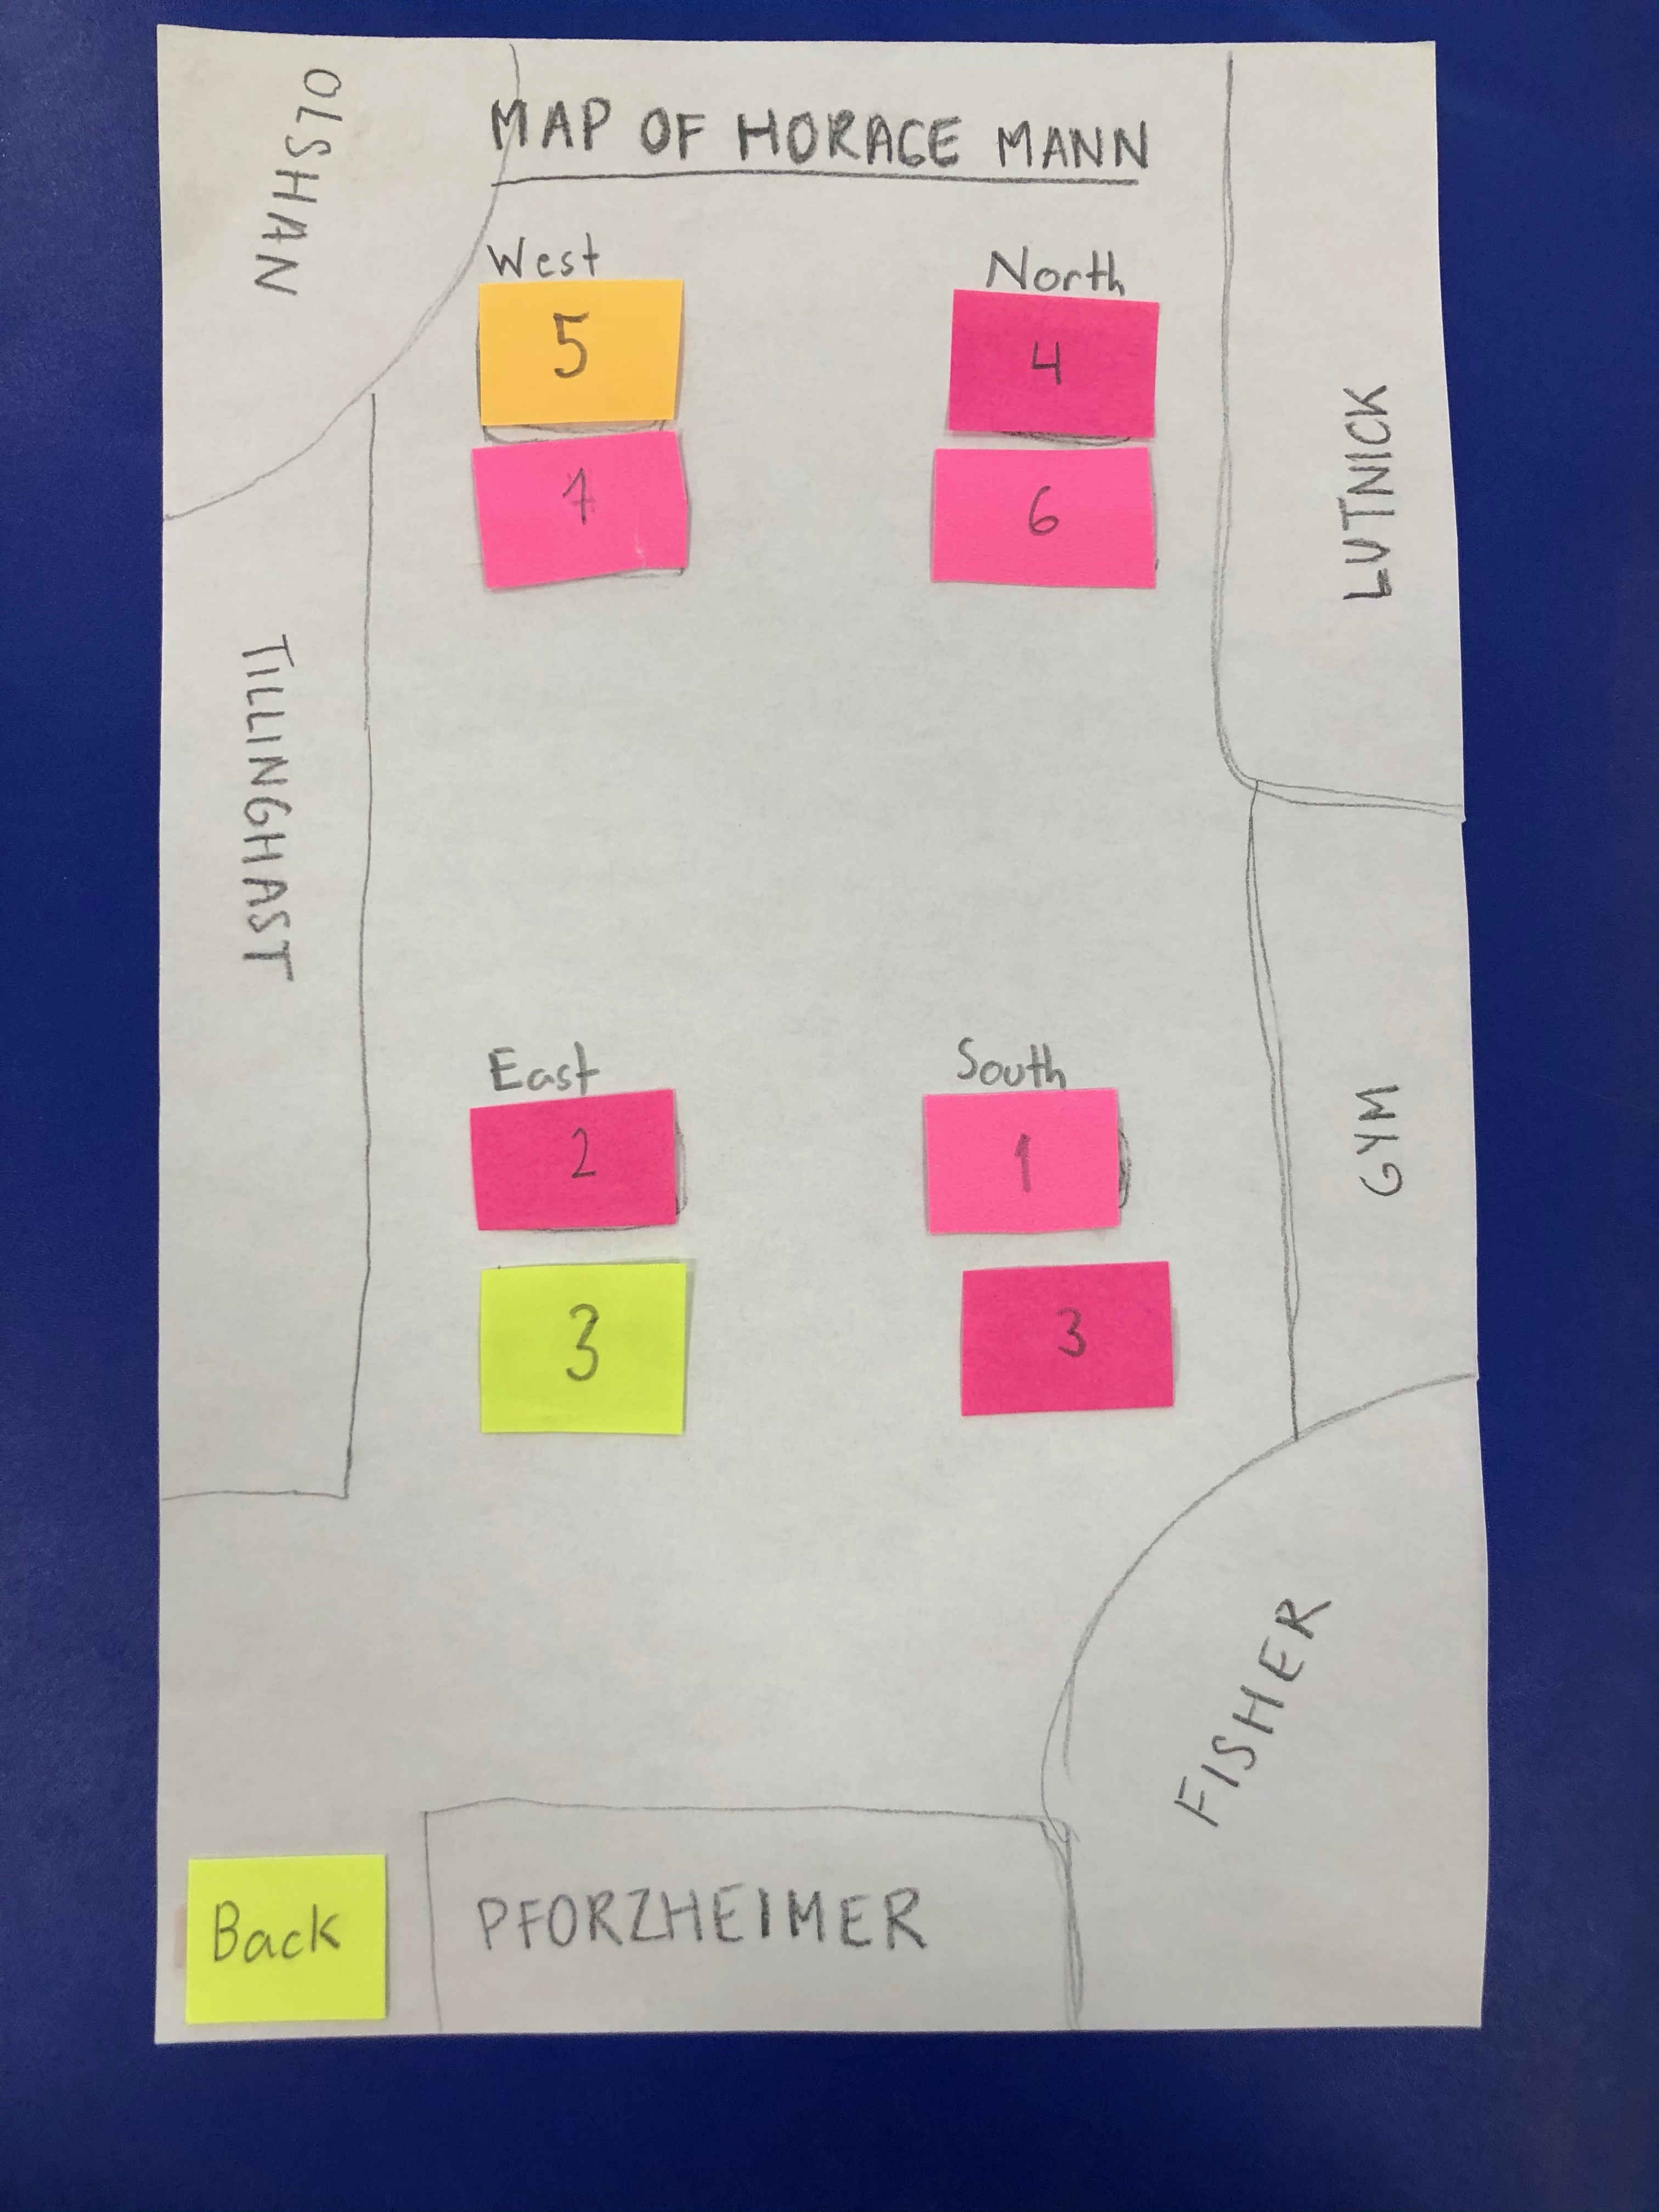 MAP OF HORACE MANN
OLSHAN
West
North
5
4
7
6
LUTNICK
TILLINGHAST
East
South
2
1
3
3
GYM
FISHER
PFORZHEIMER
Back